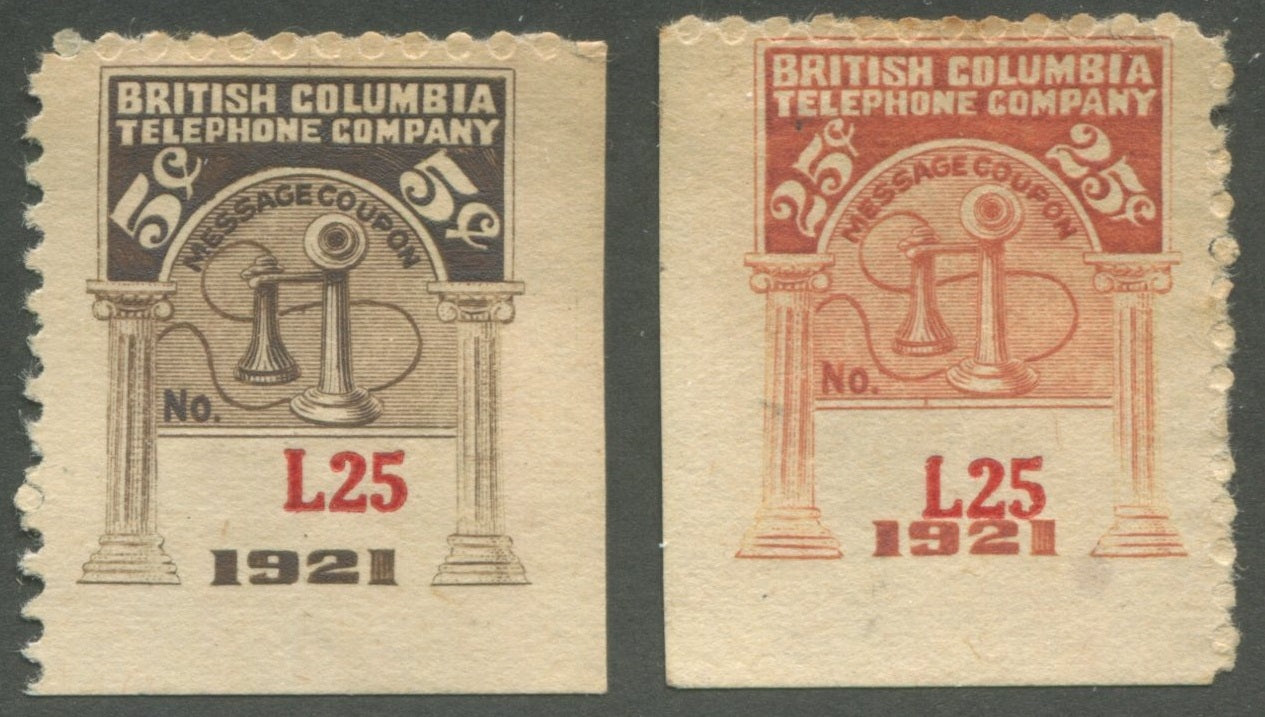 BRITISH COLUMBIA
TELEPHONE COMPANY
5¢ 5¢
MESSAGE COUPON
No.
L25
1921
BRITISH COLUMBIA
TELEPHONE COMPANY
25¢ 25¢
MESSAGE COUPON
No.
L25
1921